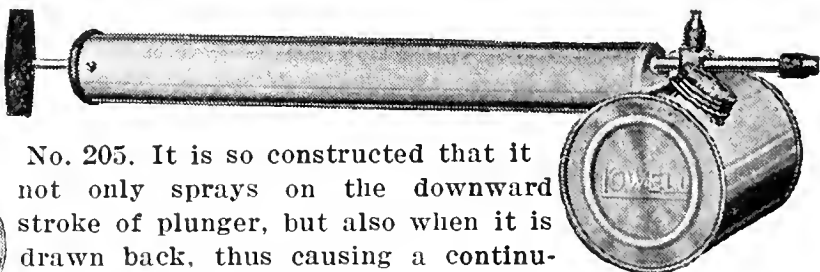 No. 205. It is so constructed that it
not only sprays on the downward
stroke of plunger, but also when it is
drawn back, thus causing a continu-
LOWELL